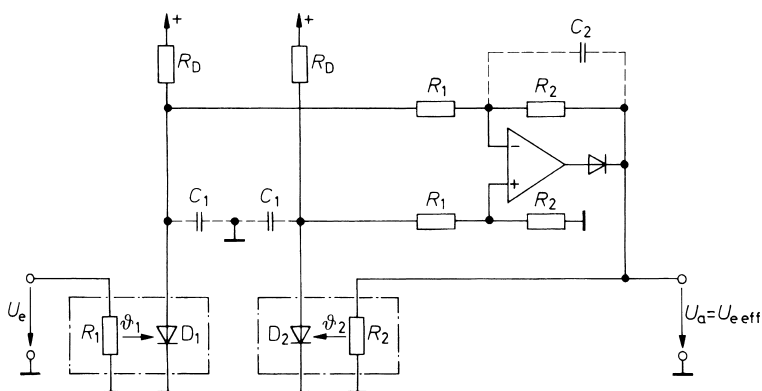 + +
R_D R_D
C_2
R_1 R_2
−
+
C_1 C_1
R_1 R_2
U_e
R_1 ϑ_1 D_1
D_2 ϑ_2 R_2
U_a=U_e eff